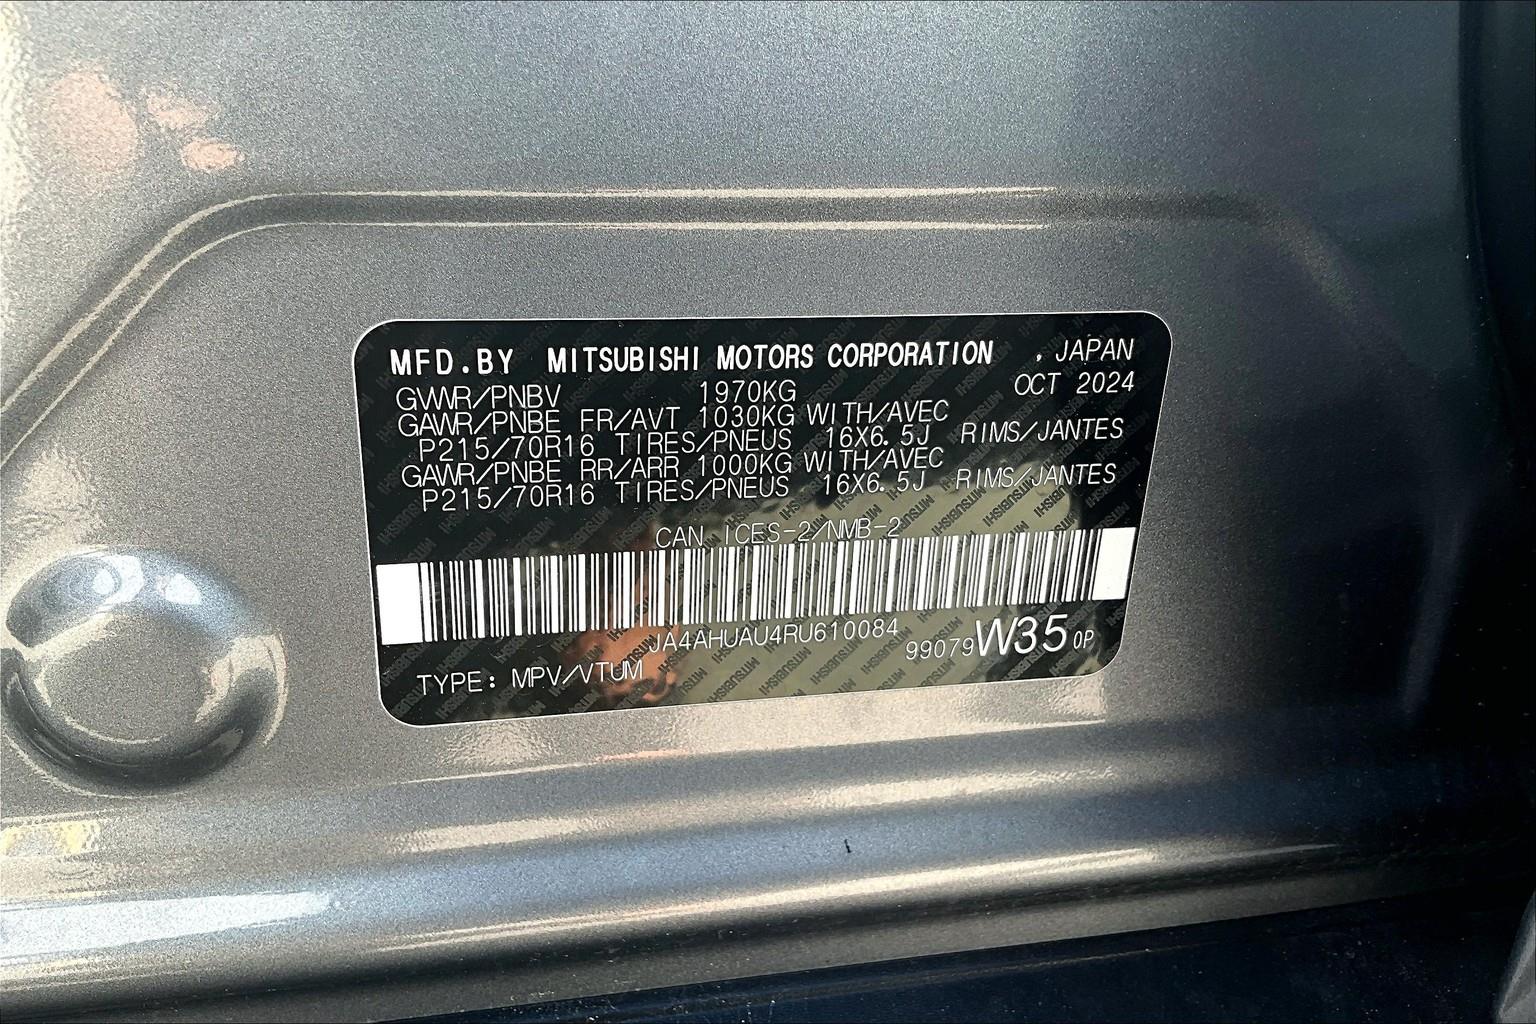 MFD.BY MITSUBISHI MOTORS CORPORATION , JAPAN
GVWR/PNBV 1970KG OCT 2024
GAWR/PNBE FR/AVT 1030KG WITH/AVEC
P215/70R16 TIRES/PNEUS 16X6.5J RIMS/JANTES
GAWR/PNBE RR/ARR 1000KG WITH/AVEC
P215/70R16 TIRES/PNEUS 16X6.5J RIMS/JANTES
CAN ICES-2/NMB-2
JA4AHUAU4RU610084
99079 W35 0P
TYPE: MPV/VTUM